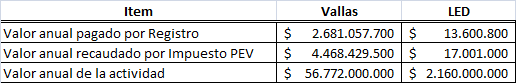 Item Vallas LED
Valor anual pagado por Registro $ 2.681.057.700 $ 13.600.800
Valor anual recaudado por Impuesto PEV $ 4.468.429.500 $ 17.001.000
Valor anual de la actividad $ 56.772.000.000 $ 2.160.000.000